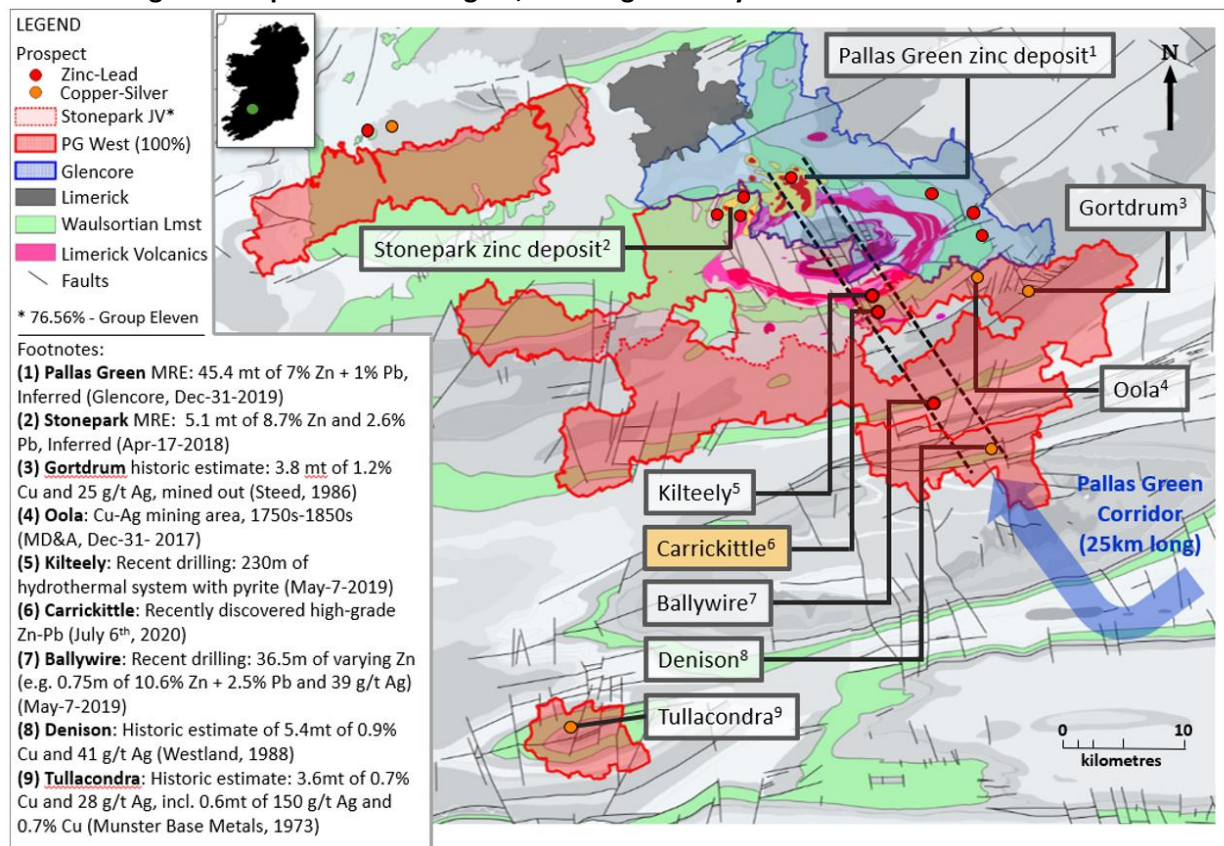 LEGEND
Prospect
Zinc-Lead
Copper-Silver
Stonepark JV*
PG West (100%)
Glencore
Limerick
Waulsortian Lmst
Limerick Volcanics
Faults
* 76.56% - Group Eleven
Footnotes:
(1) Pallas Green MRE: 45.4 mt of 7% Zn + 1% Pb,
Inferred (Glencore, Dec-31-2019)
(2) Stonepark MRE: 5.1 mt of 8.7% Zn and 2.6%
Pb, Inferred (Apr-17-2018)
(3) Gortdrum historic estimate: 3.8 mt of 1.2%
Cu and 25 g/t Ag, mined out (Steed, 1986)
(4) Oola: Cu-Ag mining area, 1750s-1850s
(MD&A, Dec-31- 2017)
(5) Kilteely: Recent drilling: 230m of
hydrothermal system with pyrite (May-7-2019)
(6) Carrickittle: Recently discovered high-grade
Zn-Pb (July 6th, 2020)
(7) Ballywire: Recent drilling: 36.5m of varying Zn
(e.g. 0.75m of 10.6% Zn + 2.5% Pb and 39 g/t Ag)
(May-7-2019)
(8) Denison: Historic estimate of 5.4mt of 0.9%
Cu and 41 g/t Ag (Westland, 1988)
(9) Tullacondra: Historic estimate: 3.6mt of 0.7%
Cu and 28 g/t Ag, incl. 0.6mt of 150 g/t Ag and
0.7% Cu (Munster Base Metals, 1973)
Pallas Green zinc deposit1
N
Gortdrum3
Stonepark zinc deposit2
Oola4
Kilteely5
Carrickittle6
Ballywire7
Denison8
Tullacondra9
Pallas Green
Corridor
(25km long)
0 10
kilometres